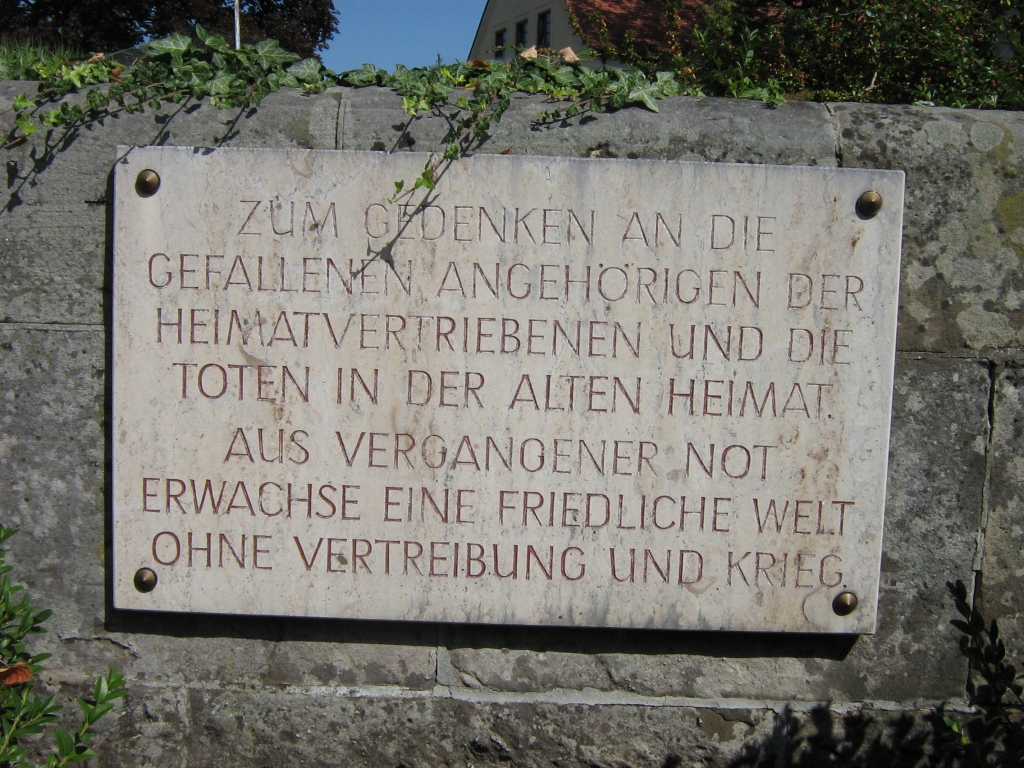 ZUM GEDENKEN AN DIE
GEFALLENEN ANGEHÖRIGEN DER
HEIMATVERTRIEBENEN UND DIE
TOTEN IN DER ALTEN HEIMAT.
AUS VERGANGENER NOT
ERWACHSE EINE FRIEDLICHE WELT
OHNE VERTREIBUNG UND KRIEG.